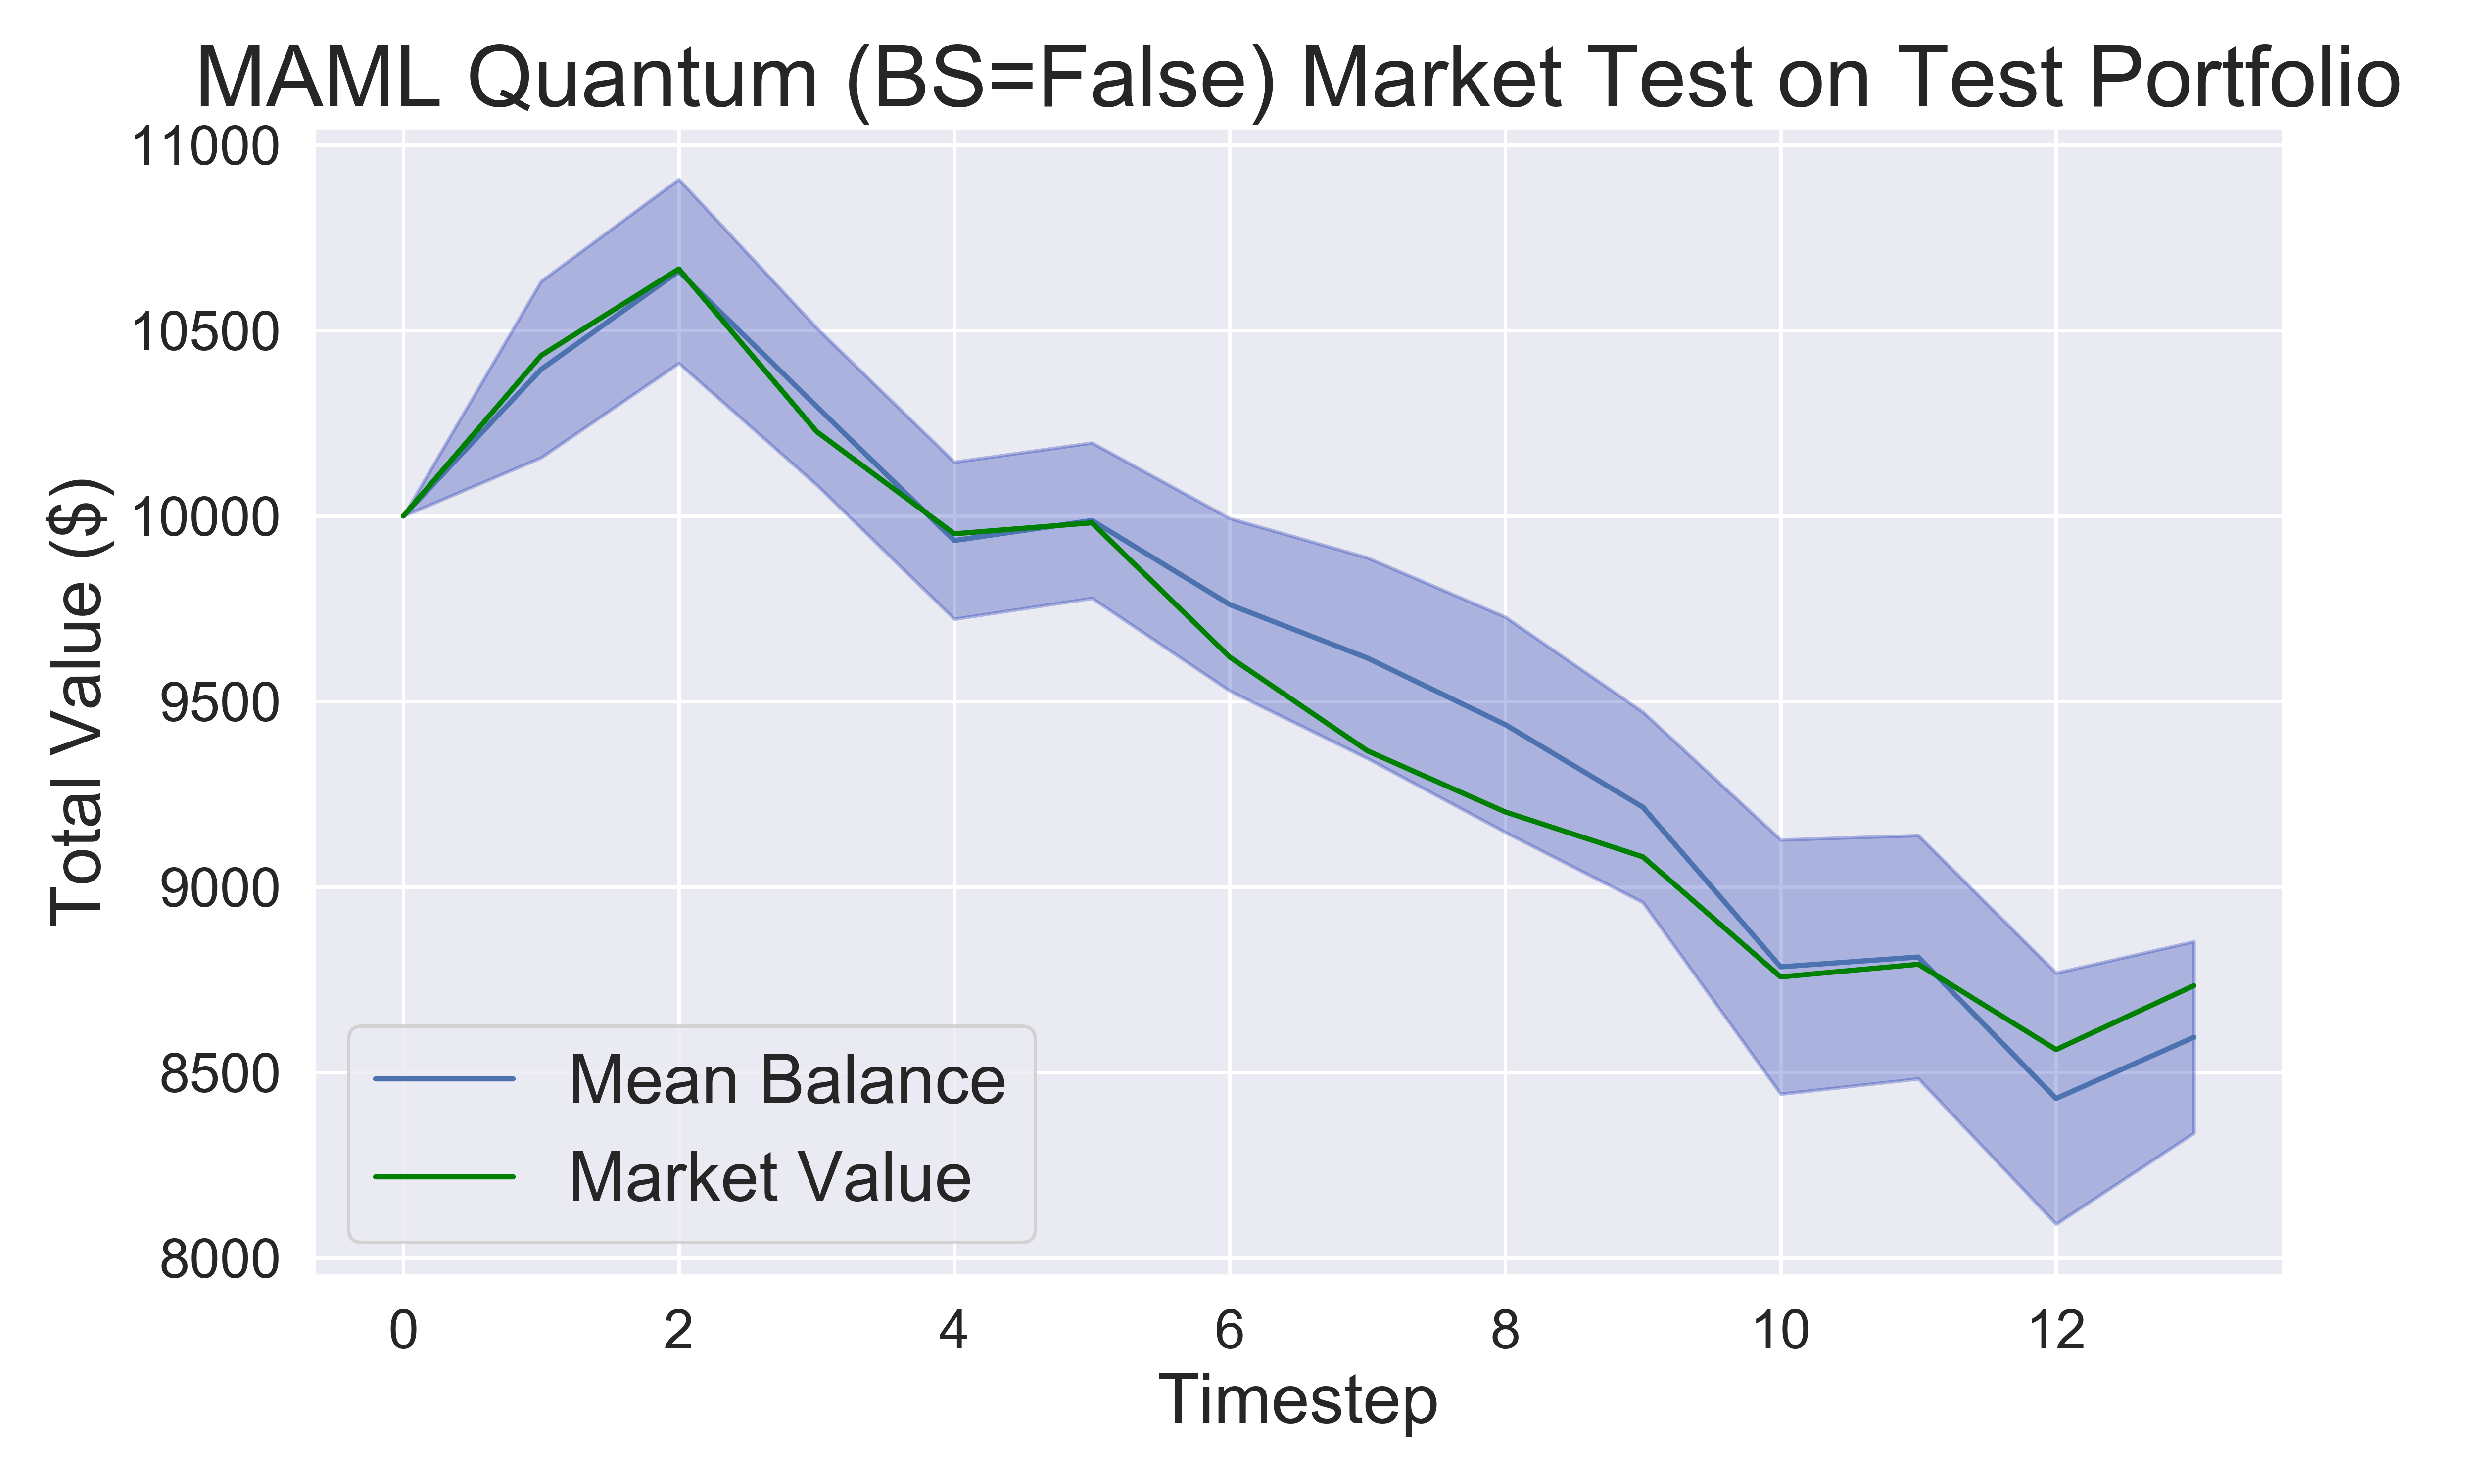 MAML Quantum (BS=False) Market Test on Test Portfolio
11000
10500
10000
9500
9000
8500
8000
Total Value ($)
Mean Balance
Market Value
0 2 4 6 8 10 12
Timestep